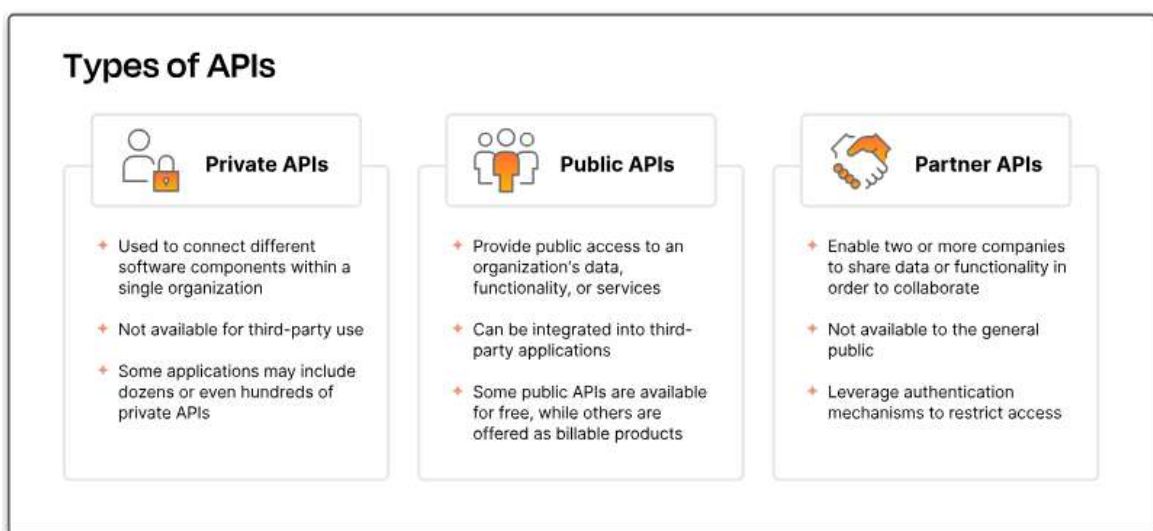 Types of APIs
Private APIs
Used to connect different
software components within a
single organization
Not available for third-party use
Some applications may include
dozens or even hundreds of
private APIs
Public APIs
Provide public access to an
organization's data,
functionality, or services
Can be integrated into third-
party applications
Some public APIs are available
for free, while others are
offered as billable products
Partner APIs
Enable two or more companies
to share data or functionality in
order to collaborate
Not available to the general
public
Leverage authentication
mechanisms to restrict access